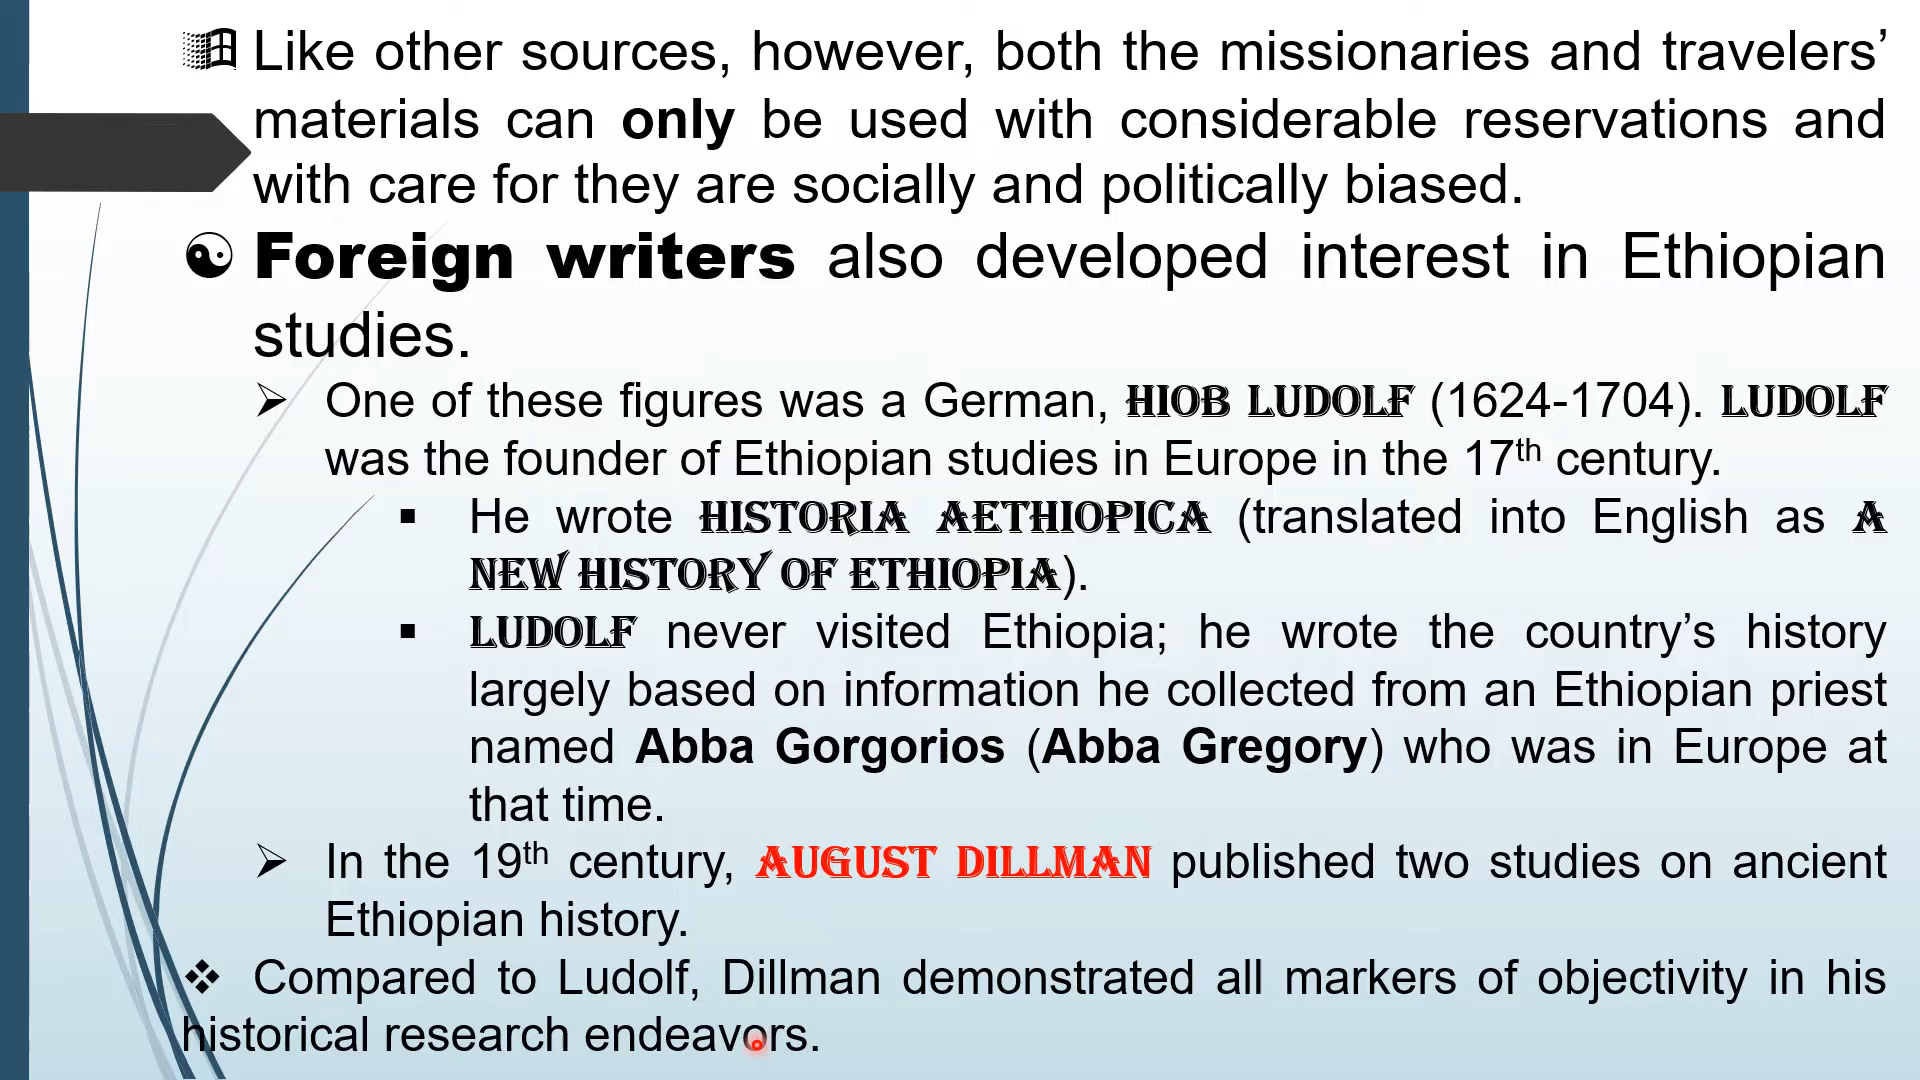 Like other sources, however, both the missionaries and travelers’
materials can only be used with considerable reservations and
with care for they are socially and politically biased.
Foreign writers also developed interest in Ethiopian
studies.
One of these figures was a German, HIOB LUDOLF (1624-1704). LUDOLF
was the founder of Ethiopian studies in Europe in the 17th century.
He wrote HISTORIA AETHIOPICA (translated into English as A
NEW HISTORY OF ETHIOPIA).
LUDOLF never visited Ethiopia; he wrote the country’s history
largely based on information he collected from an Ethiopian priest
named Abba Gorgorios (Abba Gregory) who was in Europe at
that time.
In the 19th century, AUGUST DILLMAN published two studies on ancient
Ethiopian history.
Compared to Ludolf, Dillman demonstrated all markers of objectivity in his
historical research endeavors.